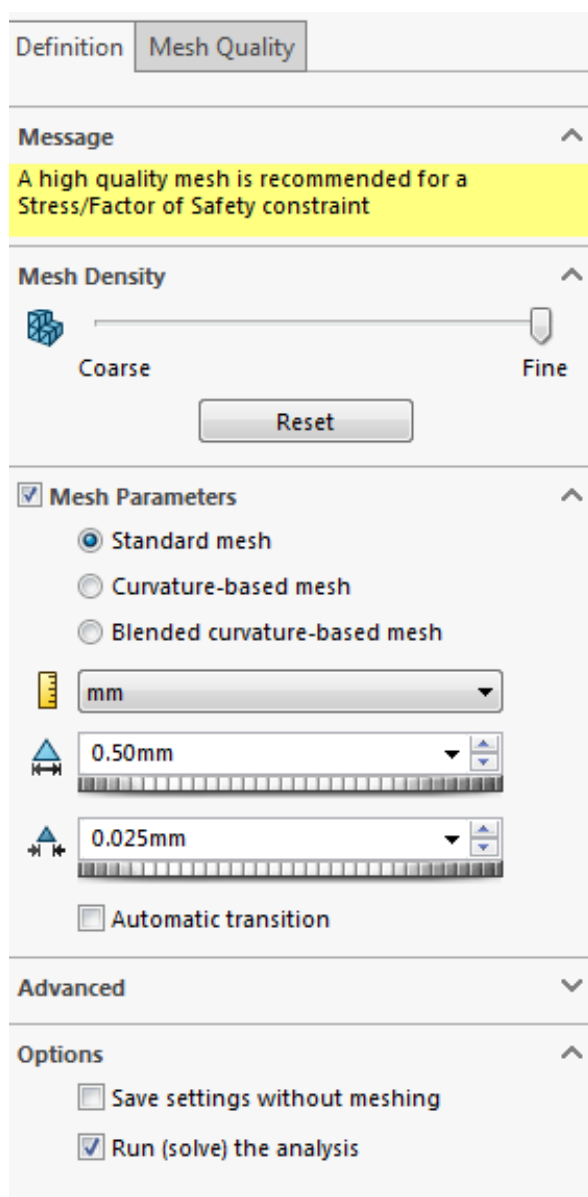 Definition
Mesh Quality
Message
A high quality mesh is recommended for a
Stress/Factor of Safety constraint
Mesh Density
Coarse
Fine
Reset
Mesh Parameters
Standard mesh
Curvature-based mesh
Blended curvature-based mesh
mm
0.50mm
0.025mm
Automatic transition
Advanced
Options
Save settings without meshing
Run (solve) the analysis